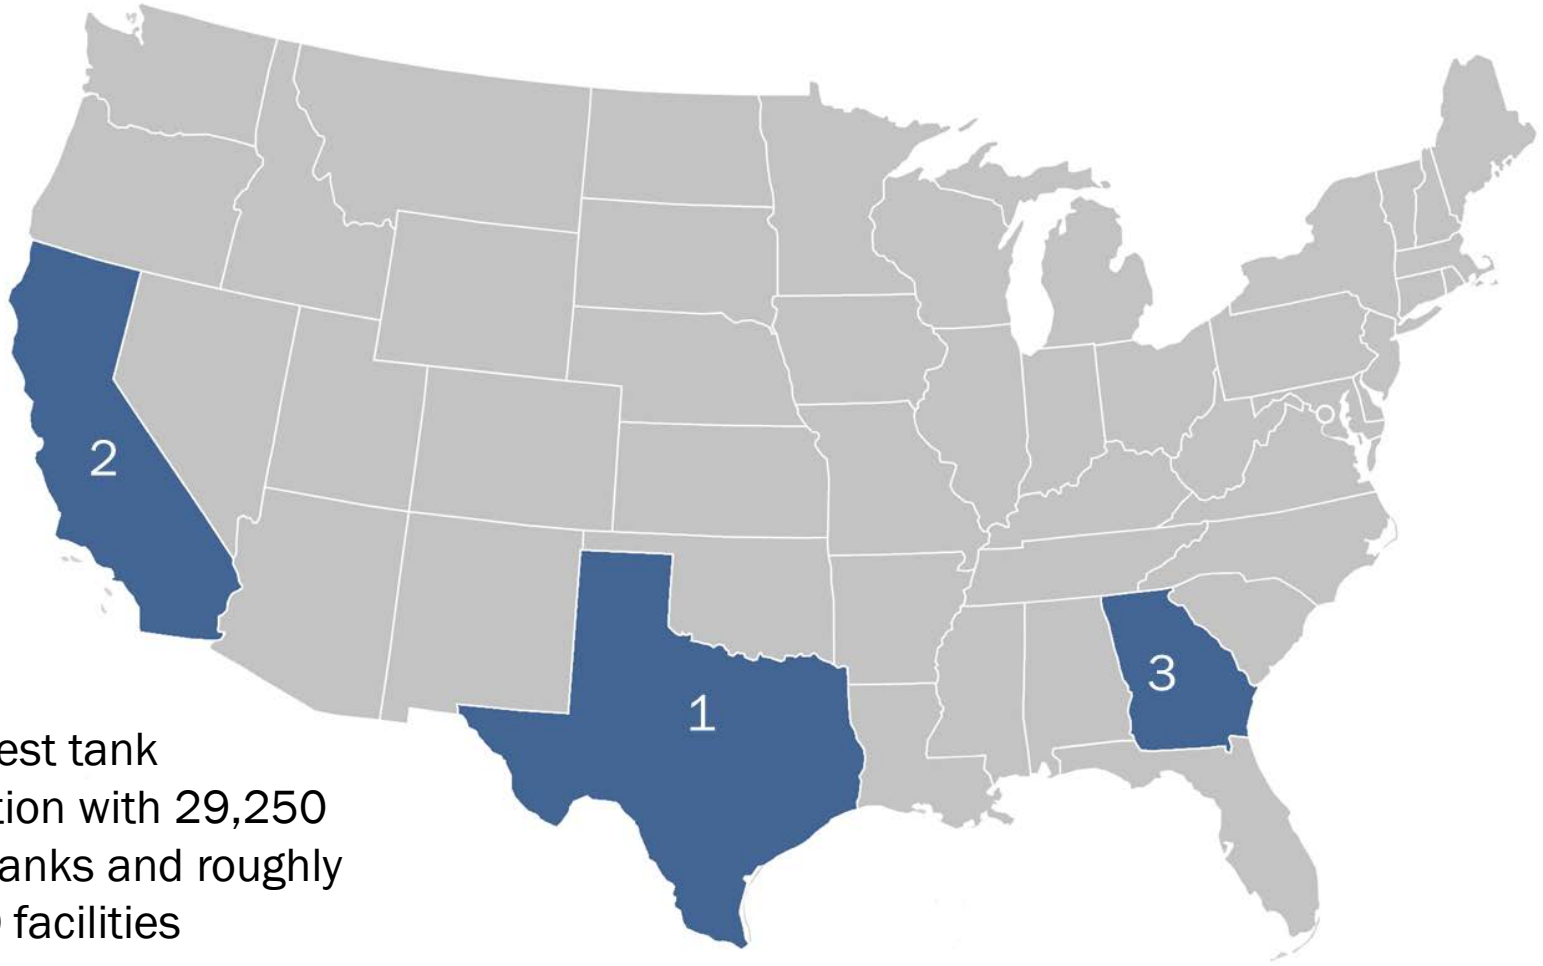 2
1
3
est tank
tion with 29,250
anks and roughly
facilities